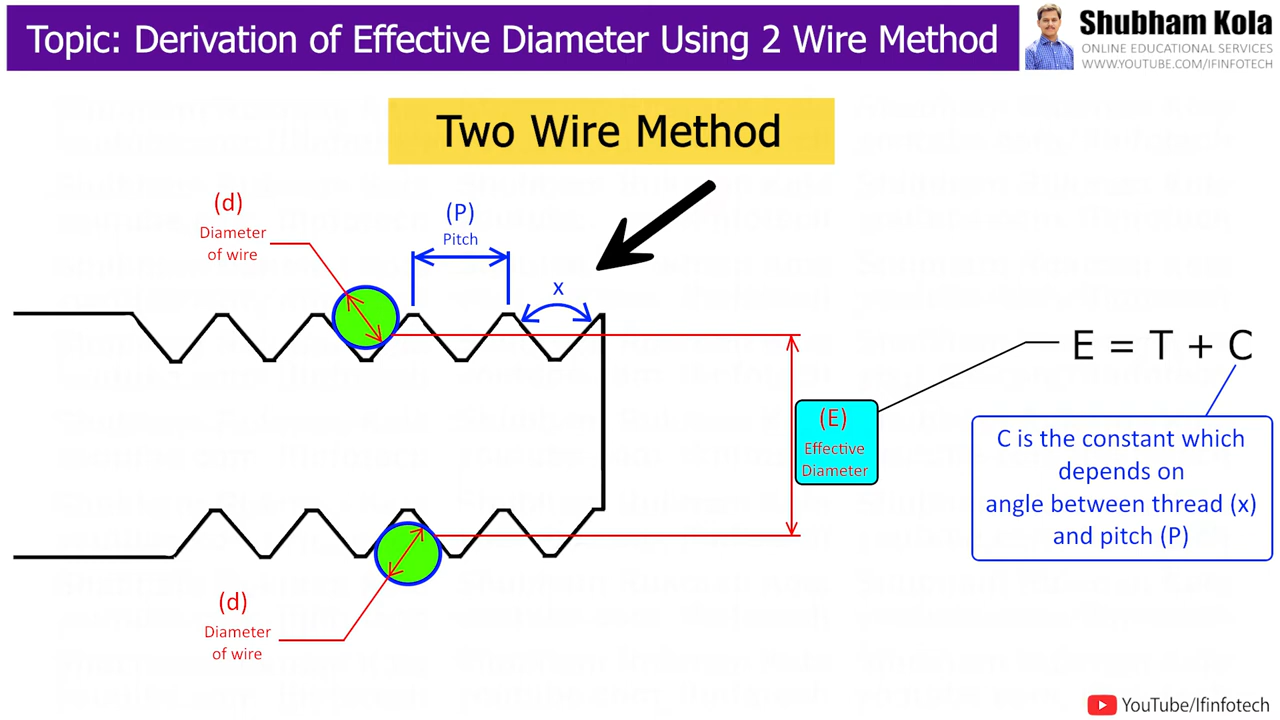 Topic: Derivation of Effective Diameter Using 2 Wire Method
Shubham Kola
ONLINE EDUCATIONAL SERVICES
WWW.YOUTUBE.COM/IFINFOTECH
Two Wire Method
(d)
Diameter
of wire
(P)
Pitch
x
E = T + C
(E)
Effective
Diameter
C is the constant which
depends on
angle between thread (x)
and pitch (P)
(d)
Diameter
of wire
YouTube/Ifinfotech